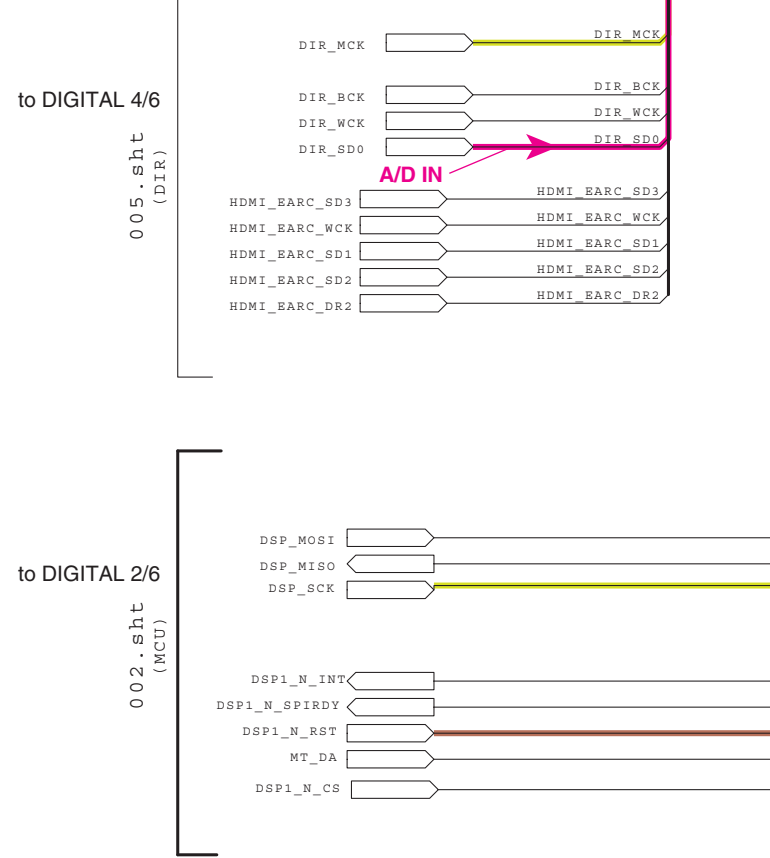 DIR_MCK DIR_MCK
to DIGITAL 4/6
005.sht
(DIR)
DIR_BCK DIR_BCK
DIR_WCK DIR_WCK
DIR_SD0 DIR_SD0
A/D IN
HDMI_EARC_SD3 HDMI_EARC_SD3
HDMI_EARC_WCK HDMI_EARC_WCK
HDMI_EARC_SD1 HDMI_EARC_SD1
HDMI_EARC_SD2 HDMI_EARC_SD2
HDMI_EARC_DR2 HDMI_EARC_DR2
to DIGITAL 2/6
002.sht
(MCU)
DSP_MOSI
DSP_MISO
DSP_SCK
DSP1_N_INT
DSP1_N_SPIRDY
DSP1_N_RST
MT_DA
DSP1_N_CS